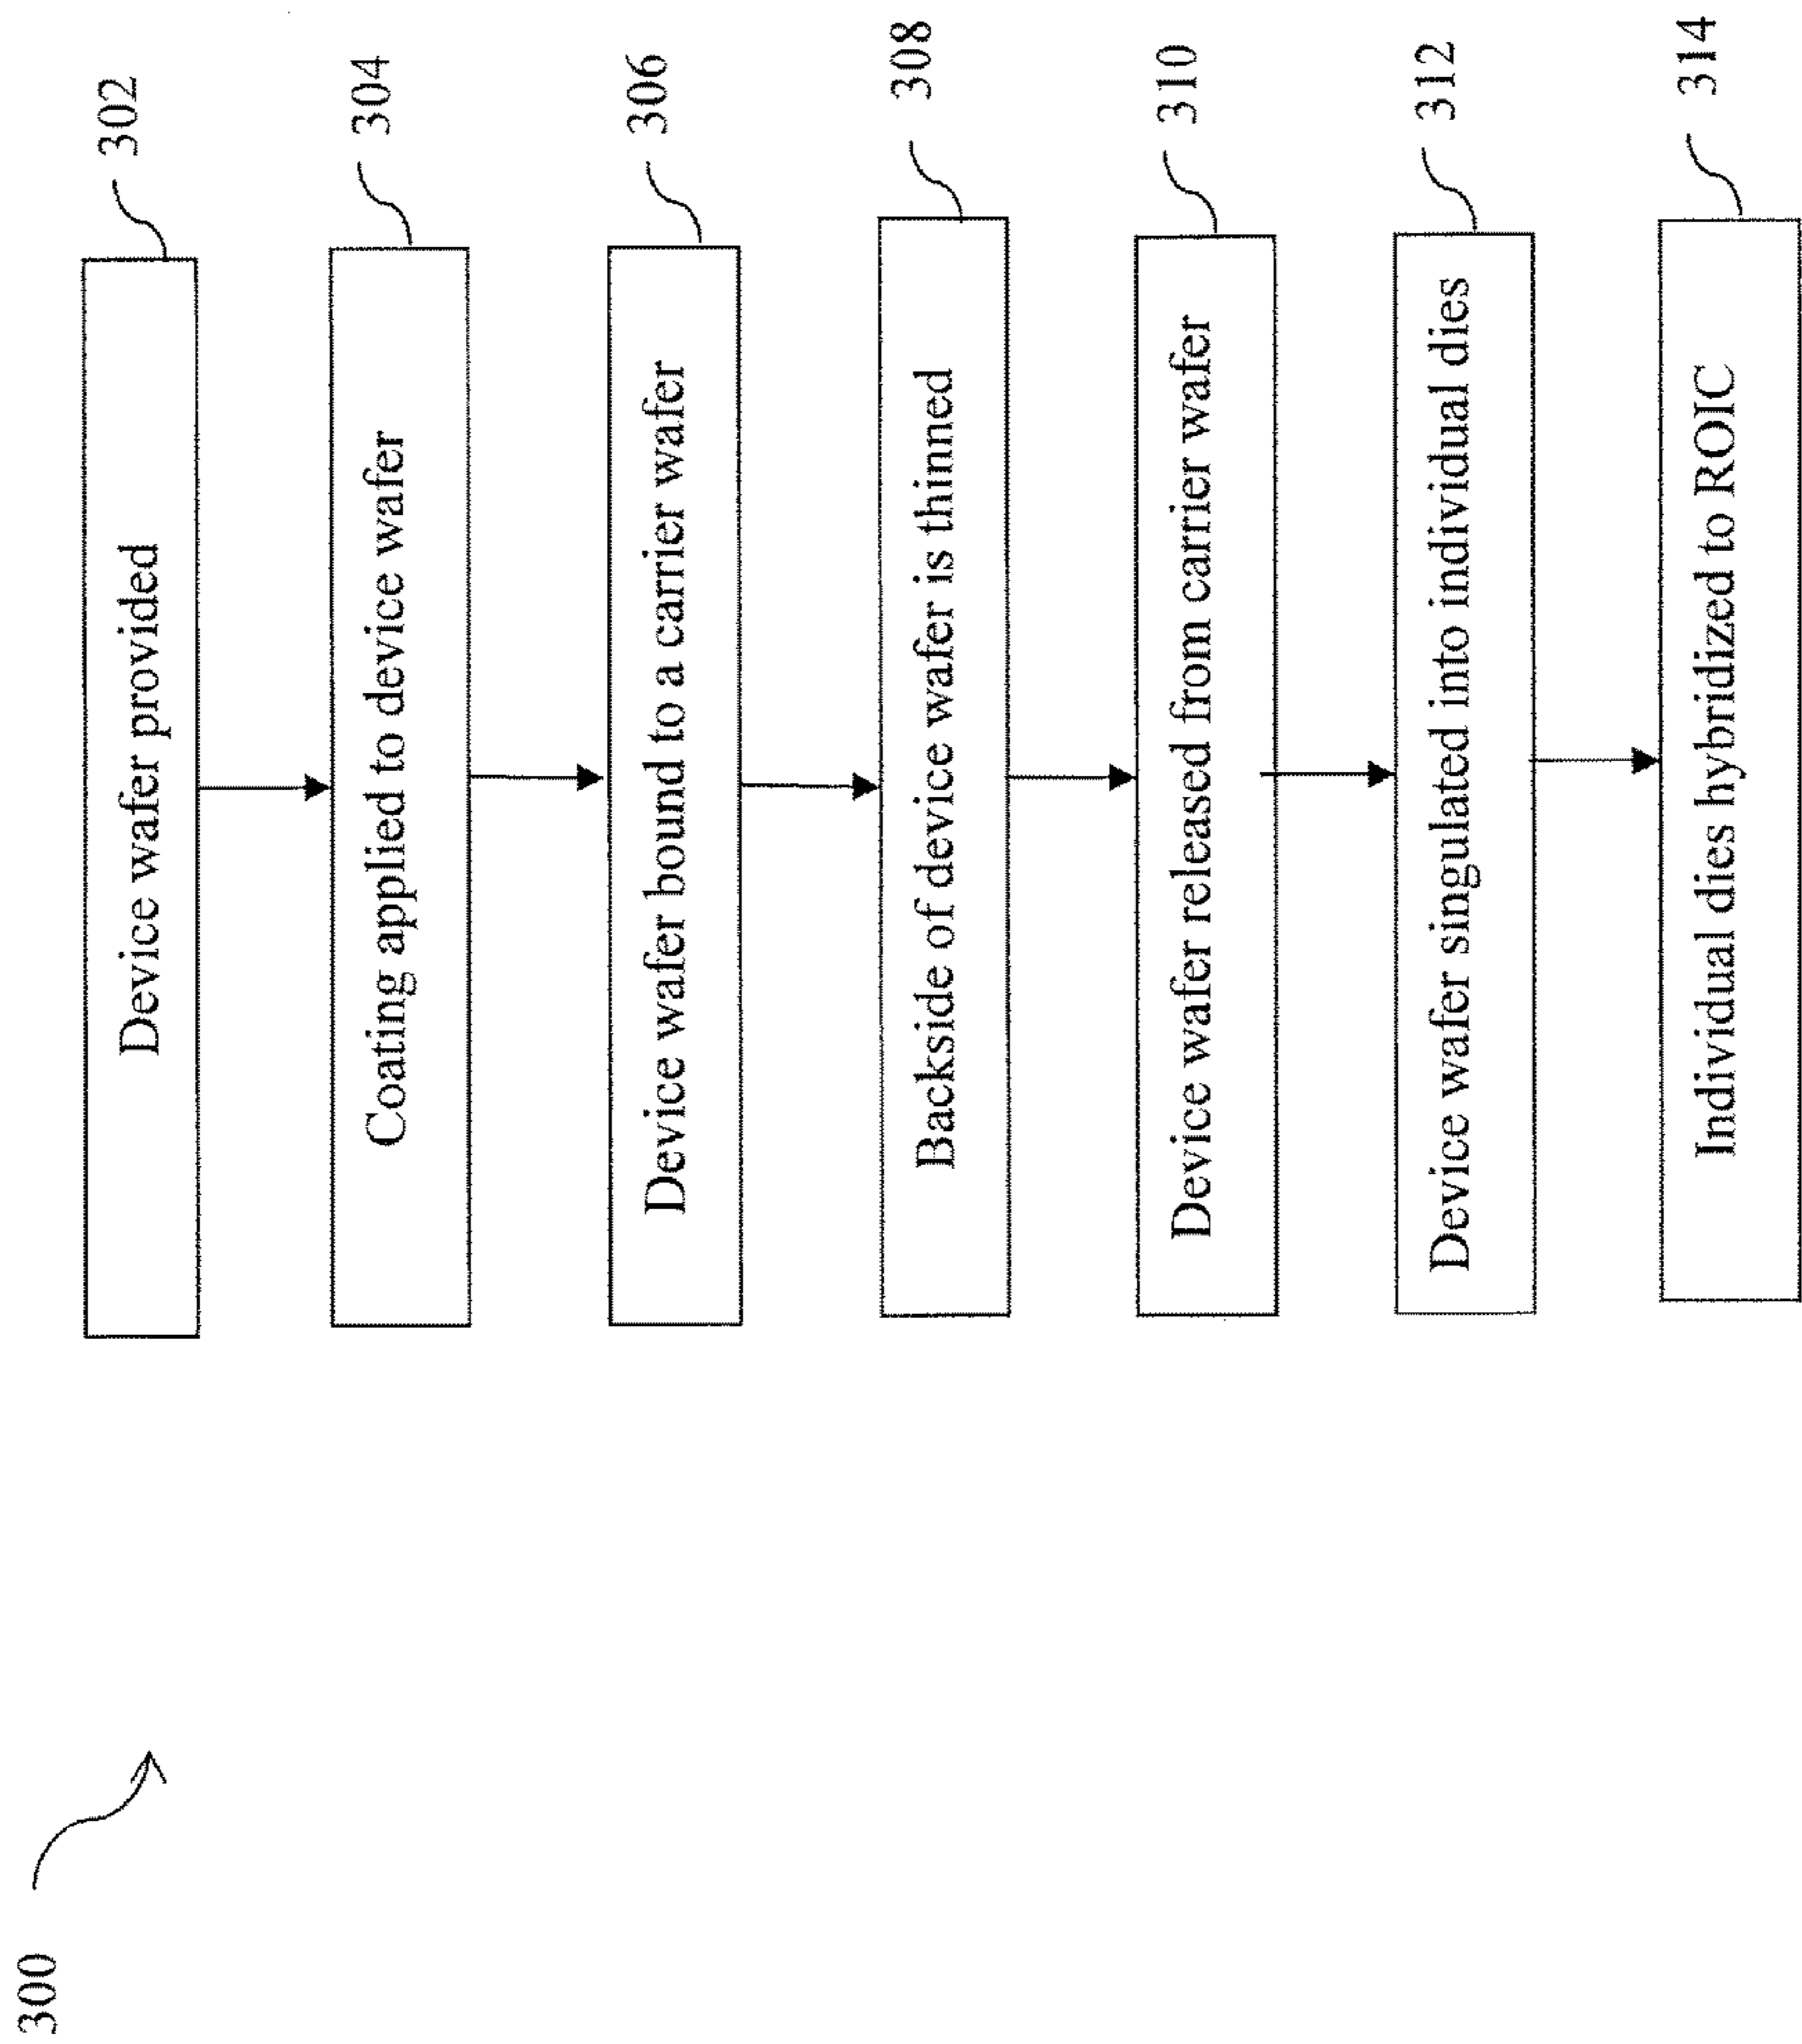 300
Device wafer provided
302
Coating applied to device wafer
304
Device wafer bound to a carrier wafer
306
Backside of device wafer is thinned
308
Device wafer released from carrier wafer
310
Device wafer singulated into individual dies
312
Individual dies hybridized to ROIC
314